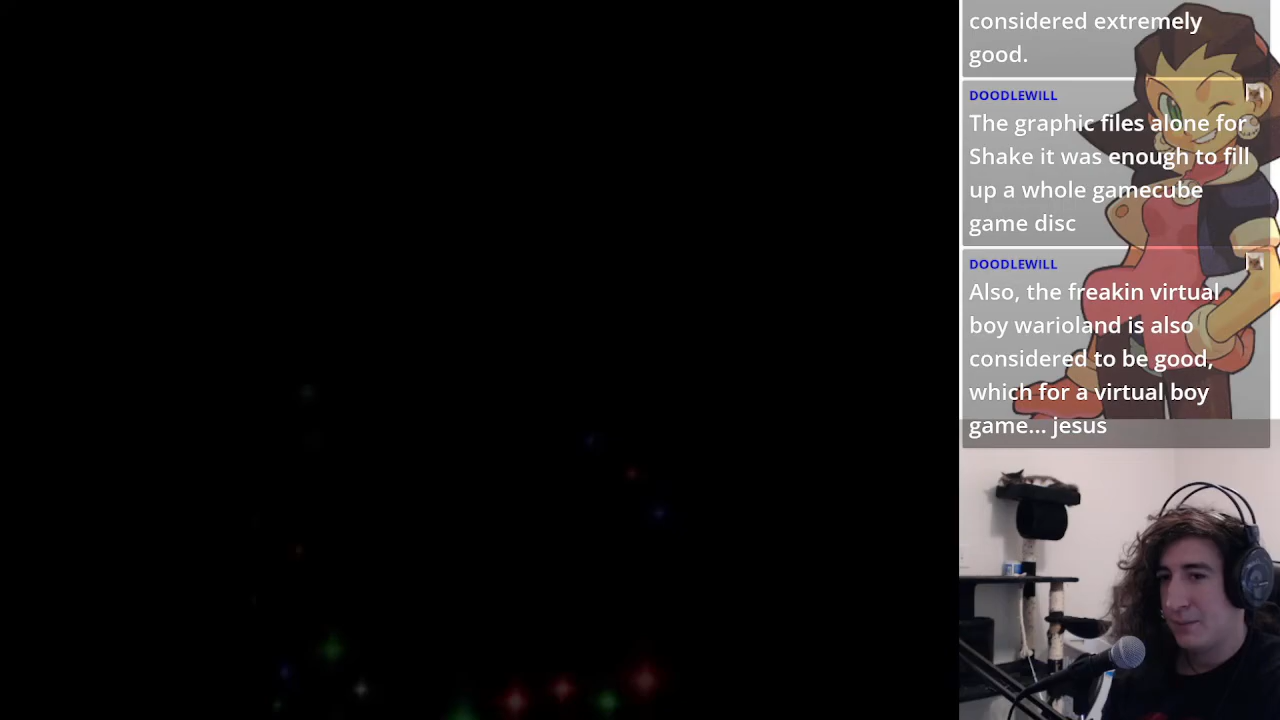 considered extremely
good.
DOODLEWILL
The graphic files alone for
Shake it was enough to fill
up a whole gamecube
game disc
DOODLEWILL
Also, the freakin virtual
boy warioland is also
considered to be good,
which for a virtual boy
game... jesus